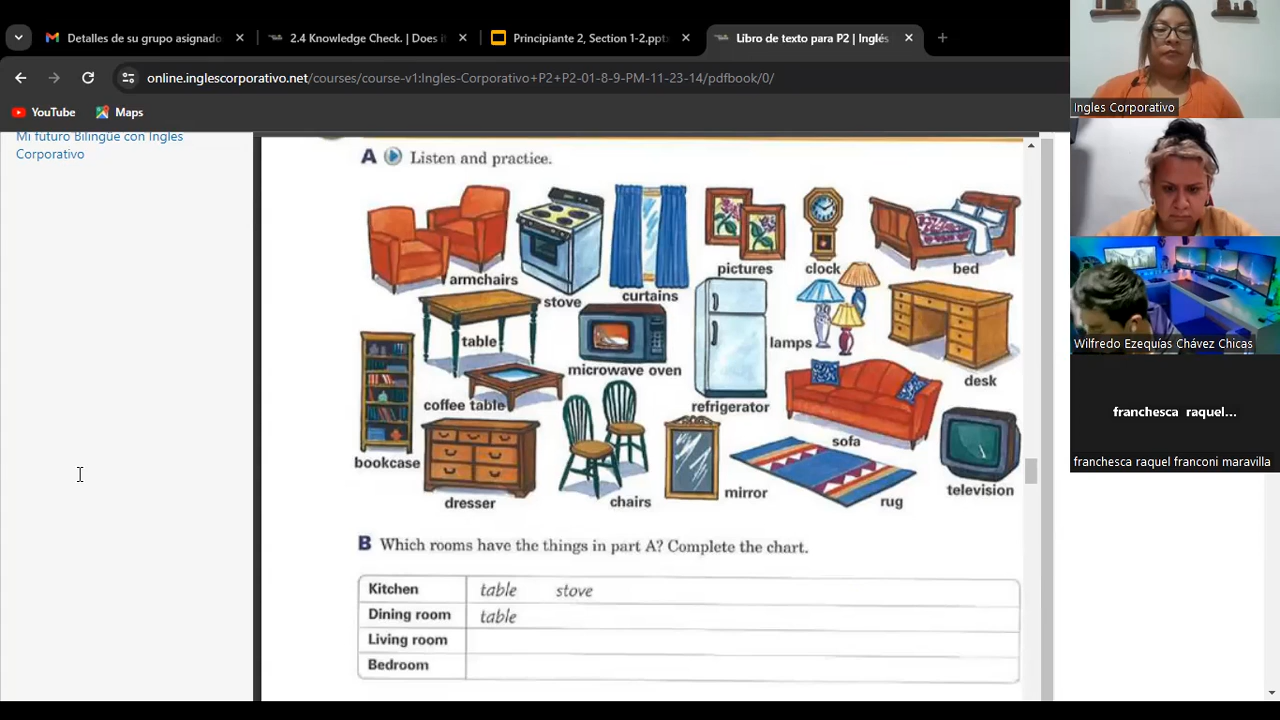 Detalles de su grupo asignado
2.4 Knowledge Check. | Does i
Principiante 2, Section 1-2.ppt
Libro de texto para P2 | Inglés
online.inglescorporativo.net/courses/course-v1:Ingles-Corporativo+P2+P2-01-8-9-PM-11-23-14/pdfbook/0/
YouTube
Maps
Mi futuro Bilingüe con Ingles
Corporativo
A Listen and practice.
armchairs
stove
curtains
pictures
clock
bed
table
microwave oven
lamps
desk
coffee table
refrigerator
sofa
bookcase
dresser
chairs
mirror
rug
television
B Which rooms have the things in part A? Complete the chart.
Kitchen table stove
Dining room table
Living room
Bedroom
Ingles Corporativo
Wilfredo Ezequías Chávez Chicas
franchesca raquel...
franchesca raquel franconi maravilla